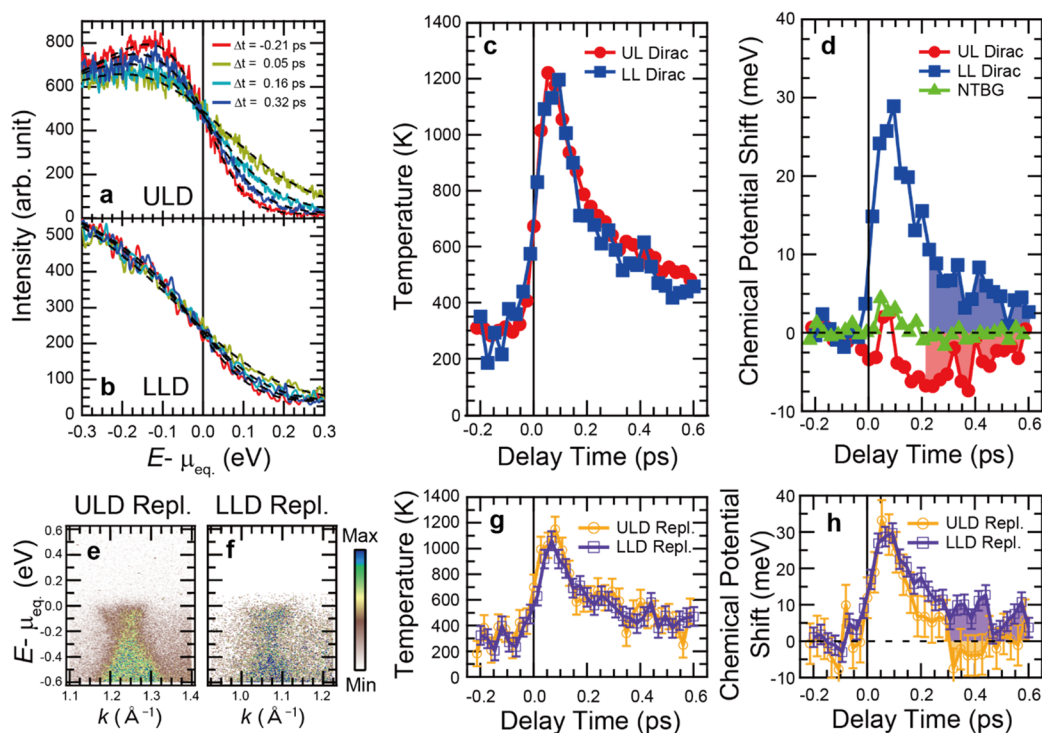 a
ULD
Δt = -0.21 ps
Δt = 0.05 ps
Δt = 0.16 ps
Δt = 0.32 ps
800
600
400
200
0
b
LLD
500
400
300
200
100
0
Intensity (arb. unit)
-0.3 -0.2 -0.1 0.0 0.1 0.2 0.3
E- μeq. (eV)
c
UL Dirac
LL Dirac
1400
1200
1000
800
600
400
200
0
Temperature (K)
-0.2 0.0 0.2 0.4 0.6
Delay Time (ps)
d
UL Dirac
LL Dirac
NTBG
40
30
20
10
0
-10
Chemical Potential Shift (meV)
-0.2 0.0 0.2 0.4 0.6
Delay Time (ps)
ULD Repl.
e
0.6
0.4
0.2
0.0
-0.2
-0.4
-0.6
E- μeq. (eV)
1.1 1.2 1.3 1.4
k (Å⁻¹)
LLD Repl.
f
1.0 1.1 1.2
k (Å⁻¹)
Max
Min
g
ULD Repl.
LLD Repl.
1400
1200
1000
800
600
400
200
0
Temperature (K)
-0.2 0.0 0.2 0.4 0.6
Delay Time (ps)
h
ULD Repl.
LLD Repl.
40
30
20
10
0
-10
Chemical Potential
Shift (meV)
-0.2 0.0 0.2 0.4 0.6
Delay Time (ps)